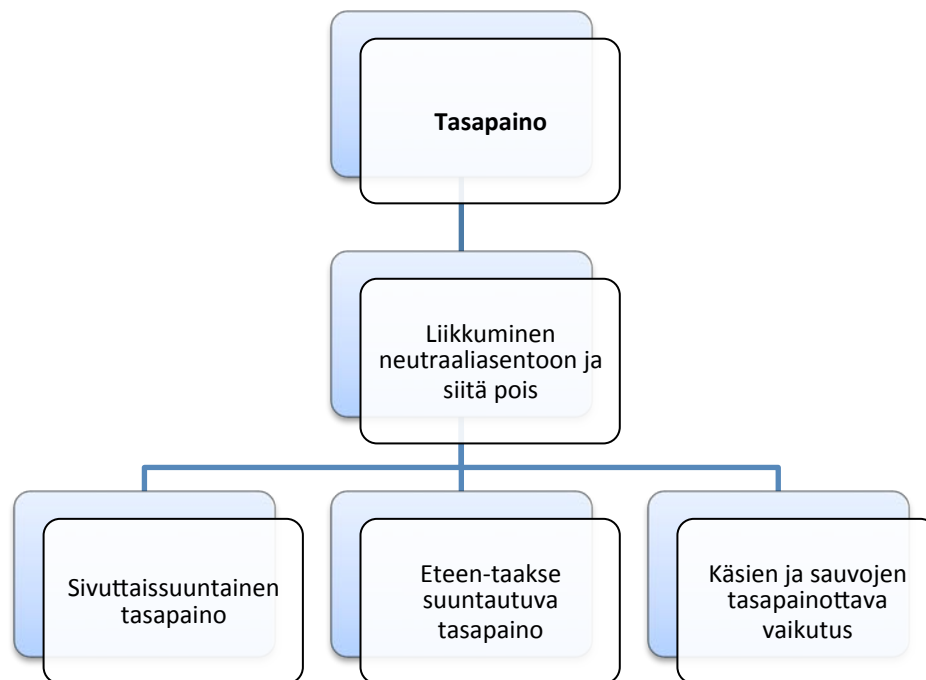 Tasapaino
Liikkuminen
neutraaliasentoon ja
siitä pois
Sivuttaissuuntainen
tasapaino
Eteen-taakse
suuntautuva
tasapaino
Käsien ja sauvojen
tasapainottava
vaikutus